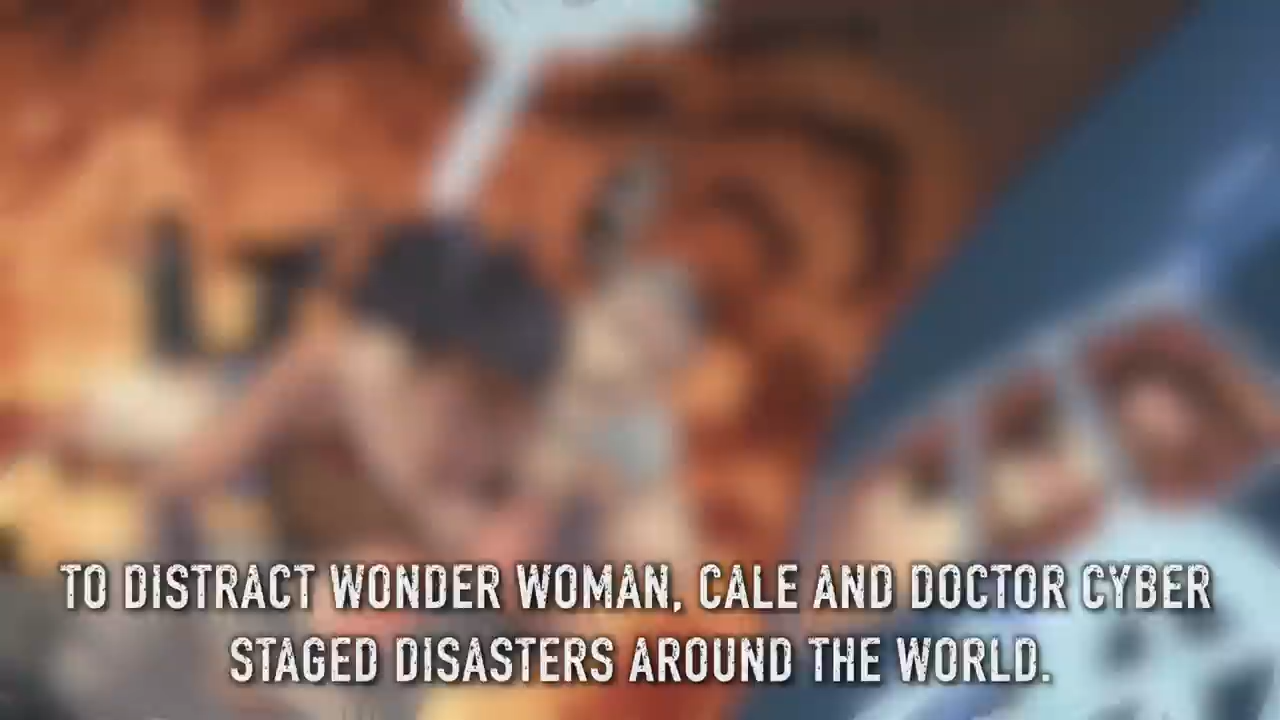 TO DISTRACT WONDER WOMAN, CALE AND DOCTOR CYBER
STAGED DISASTERS AROUND THE WORLD.